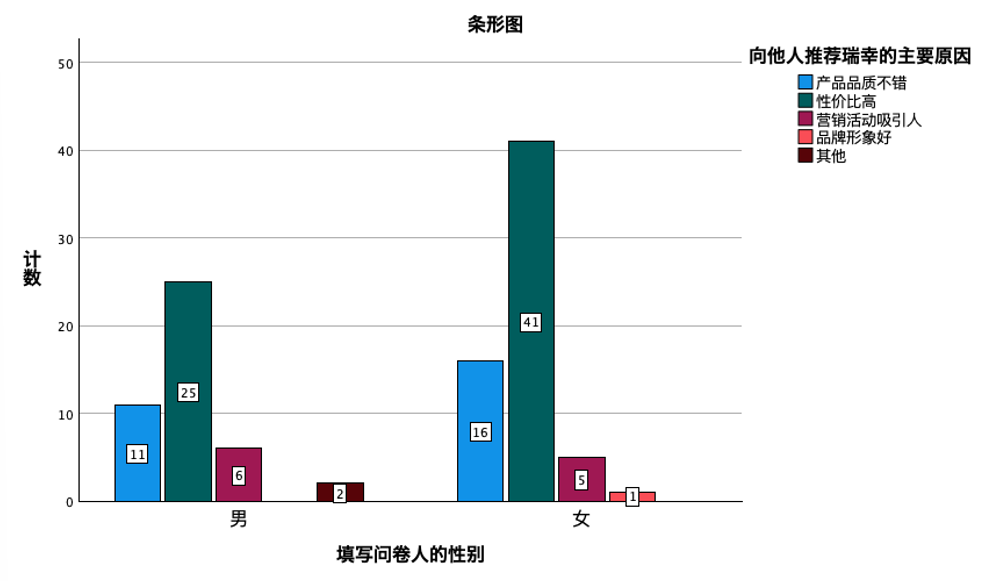 条形图
向他人推荐瑞幸的主要原因
产品品质不错
性价比高
营销活动吸引人
品牌形象好
其他
计数
50
40
30
20
10
0
11
25
6
2
16
41
5
1
男
女
填写问卷人的性别